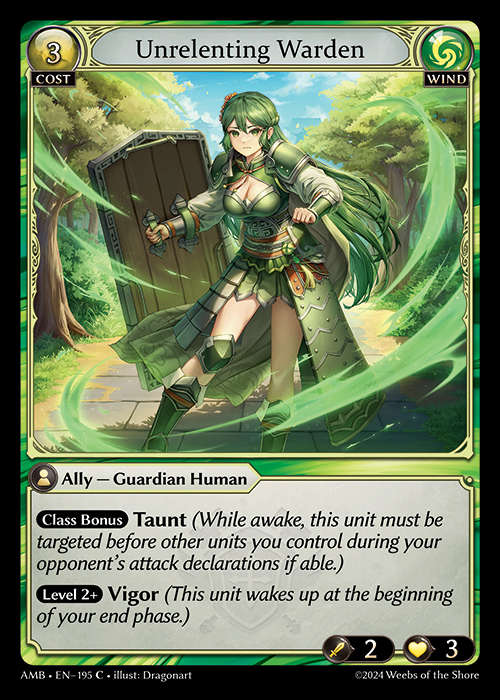 3
Unrelenting Warden
COST
WIND
Ally — Guardian Human
Class Bonus Taunt (While awake, this unit must be
targeted before other units you control during your
opponent's attack declarations if able.)
Level 2+ Vigor (This unit wakes up at the beginning
of your end phase.)
2
3
AMB • EN-195 C • illust: Dragonart
©2024 Weebs of the Shore